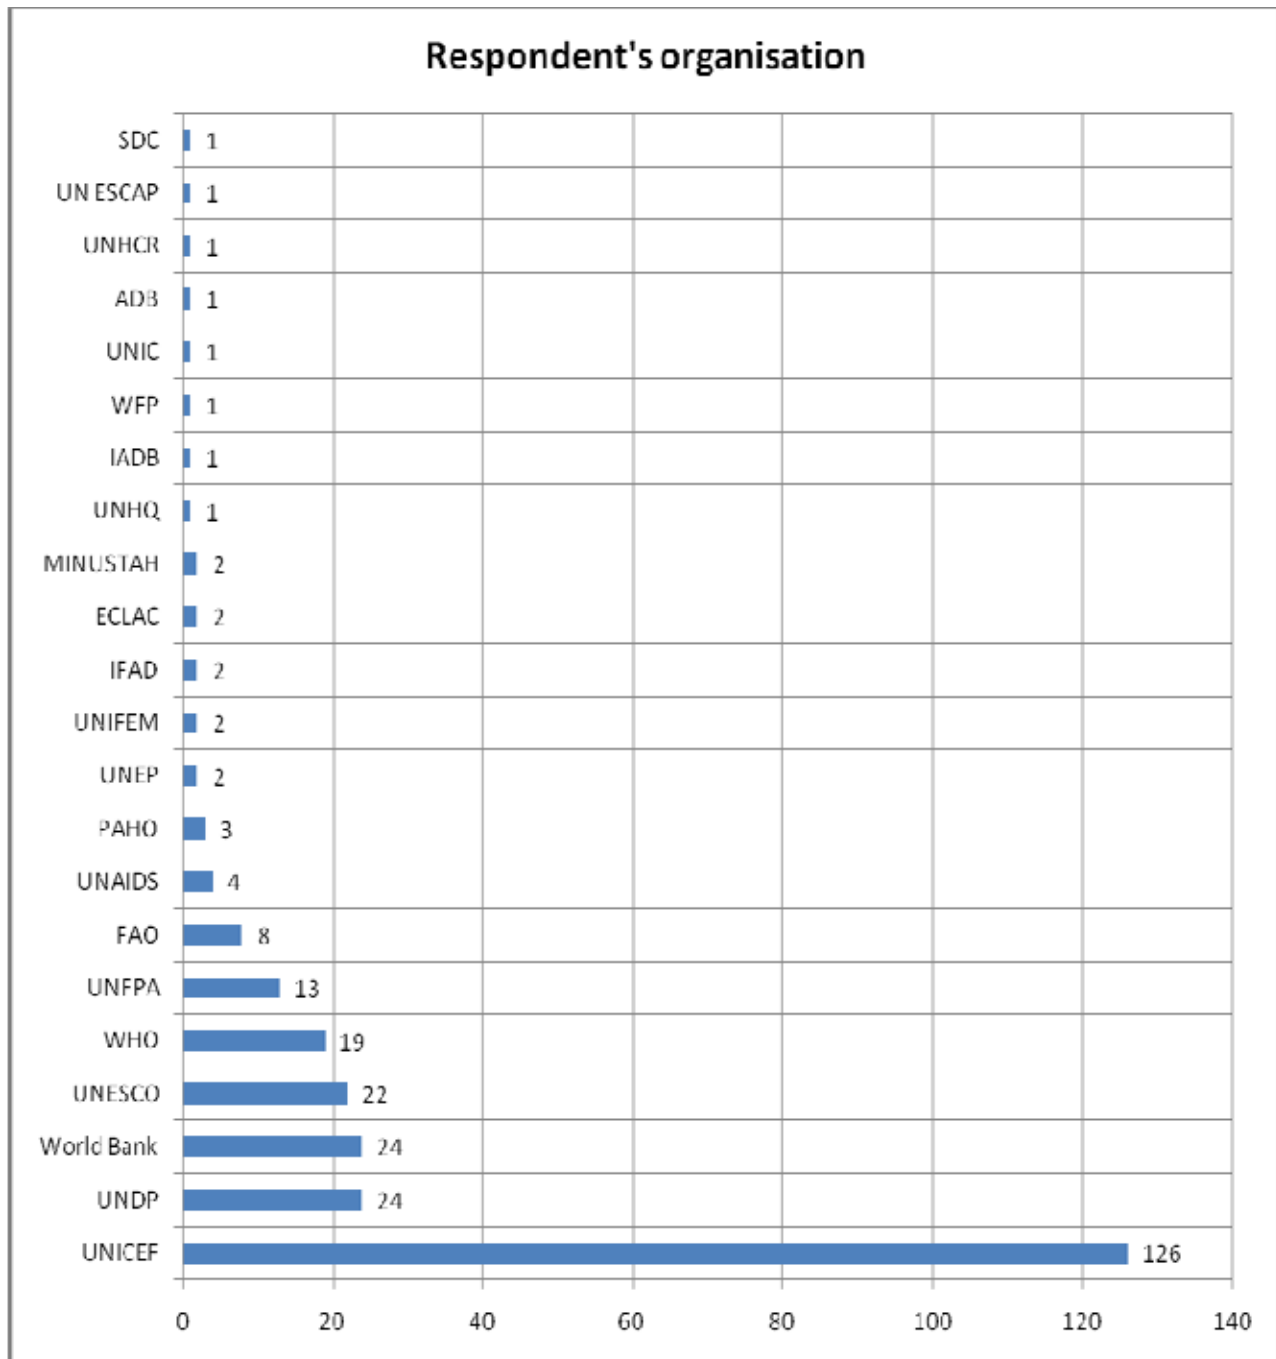 Respondent's organisation
SDC 1
UN ESCAP 1
UNHCR 1
ADB 1
UNIC 1
WFP 1
IADB 1
UNHQ 1
MINUSTAH 2
ECLAC 2
IFAD 2
UNIFEM 2
UNEP 2
PAHO 3
UNAIDS 4
FAO 8
UNFPA 13
WHO 19
UNESCO 22
World Bank 24
UNDP 24
UNICEF 126
0 20 40 60 80 100 120 140